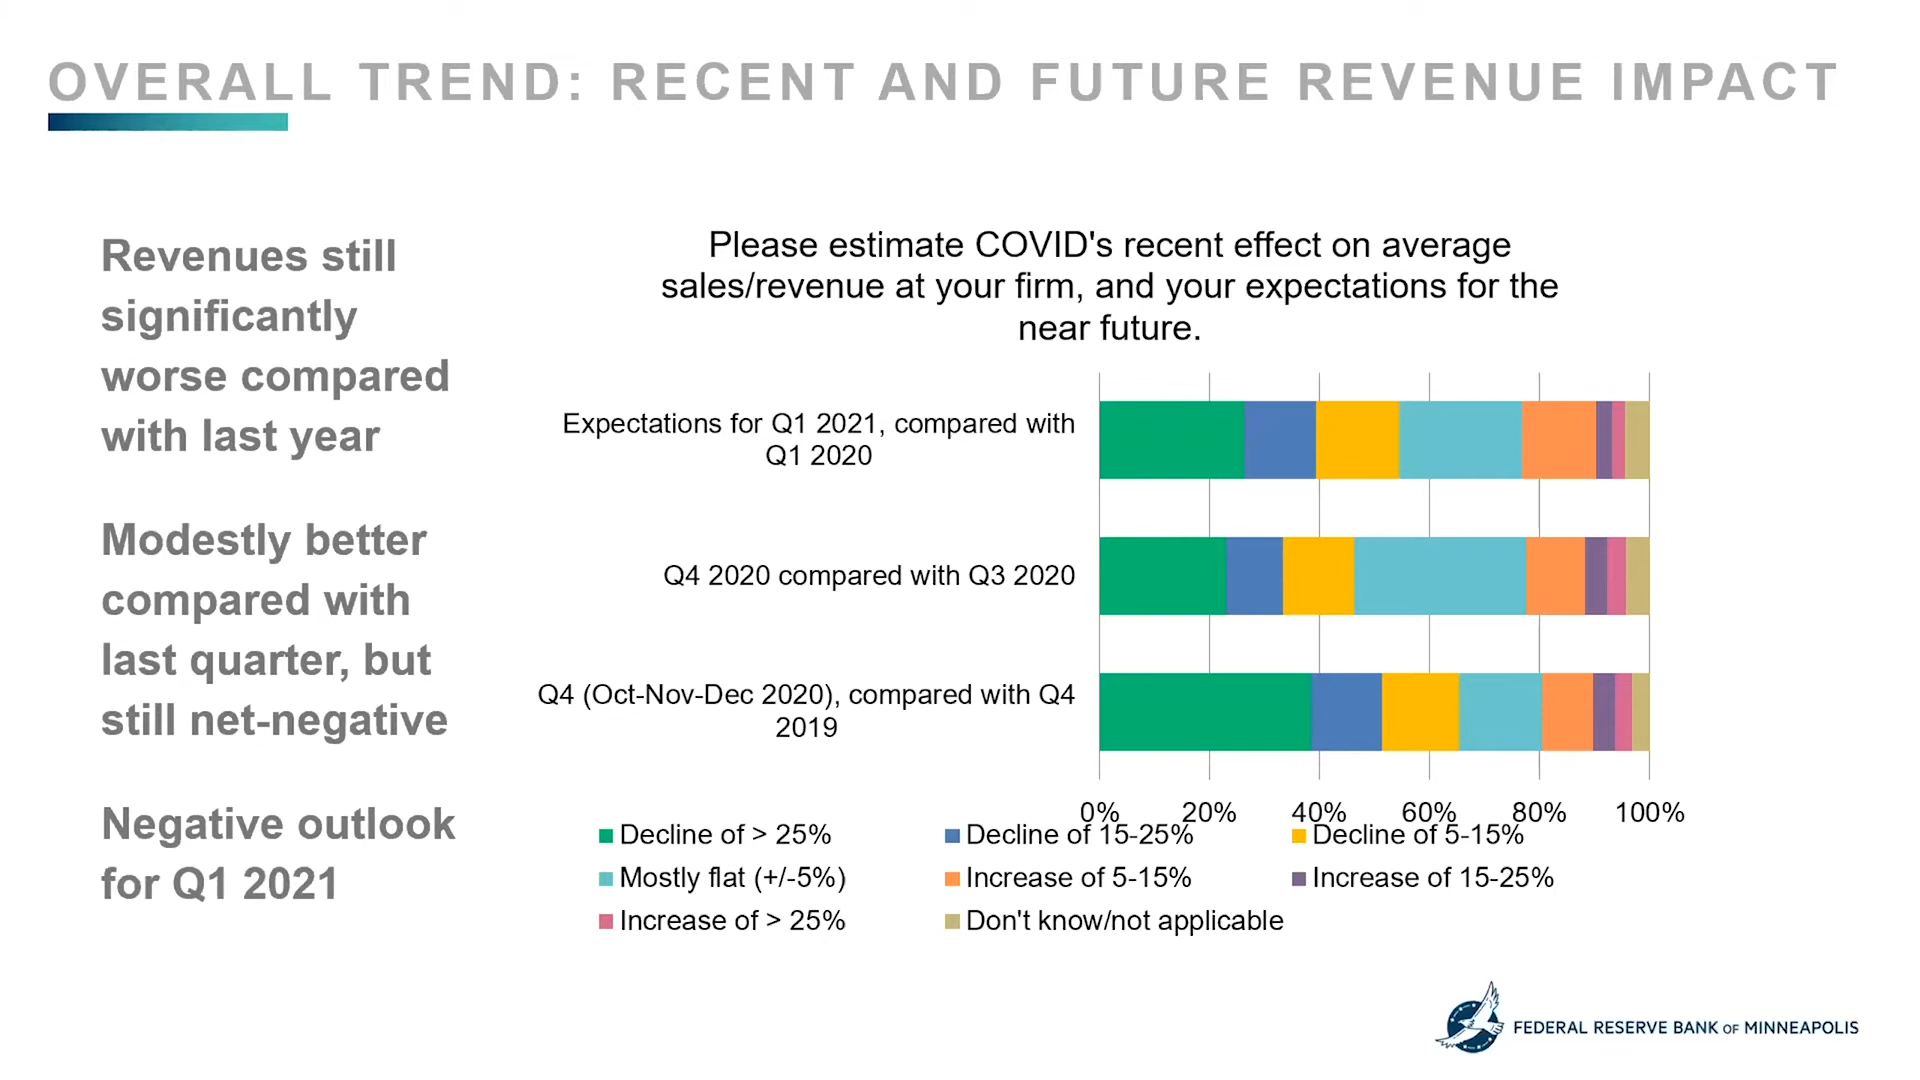 OVERALL TREND: RECENT AND FUTURE REVENUE IMPACT
Revenues still
significantly
worse compared
with last year
Modestly better
compared with
last quarter, but
still net-negative
Negative outlook
for Q1 2021
Please estimate COVID's recent effect on average
sales/revenue at your firm, and your expectations for the
near future.
Expectations for Q1 2021, compared with
Q1 2020
Q4 2020 compared with Q3 2020
Q4 (Oct-Nov-Dec 2020), compared with Q4
2019
0% 20% 40% 60% 80% 100%
Decline of > 25% Decline of 15-25% Decline of 5-15%
Mostly flat (+/-5%) Increase of 5-15% Increase of 15-25%
Increase of > 25% Don't know/not applicable
FEDERAL RESERVE BANK OF MINNEAPOLIS